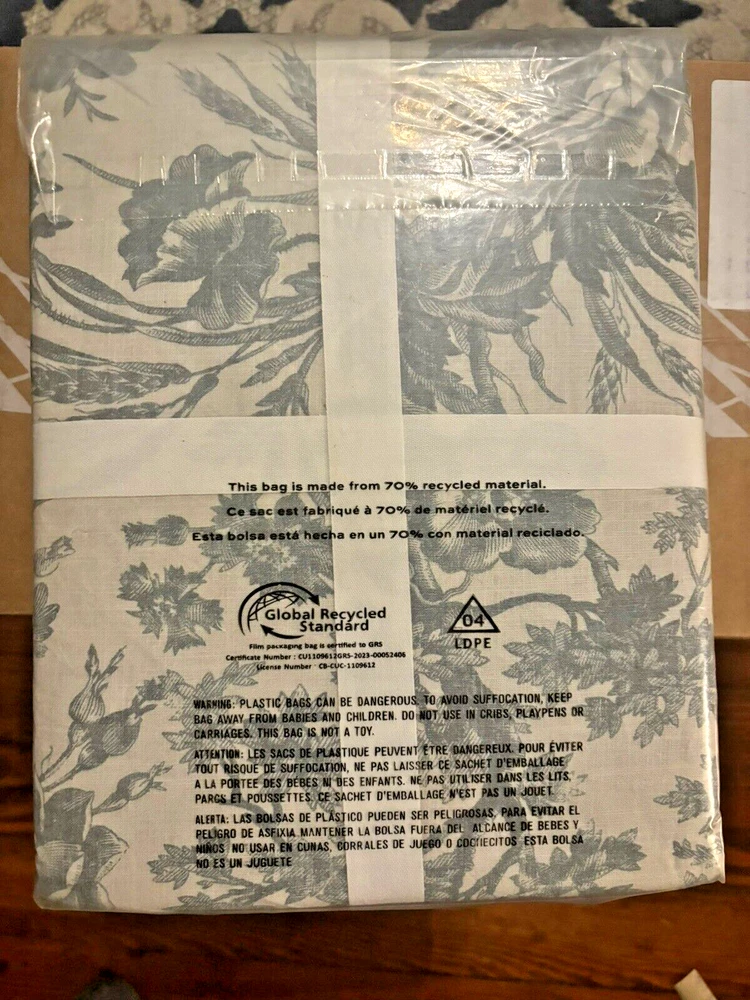 This bag is made from 70% recycled material.
Ce sac est fabriqué à 70% de matériel recyclé.
Esta bolsa está hecha en un 70% con material reciclado.
Global Recycled
Standard
Film packaging bag is certified to GRS
Certificate Number : CU1109612GRS-2023-00052406
License Number : CB-CUC-1109612
04
LDPE
WARNING: PLASTIC BAGS CAN BE DANGEROUS. TO AVOID SUFFOCATION, KEEP
BAG AWAY FROM BABIES AND CHILDREN. DO NOT USE IN CRIBS, PLAYPENS OR
CARRIAGES. THIS BAG IS NOT A TOY.
ATTENTION: LES SACS DE PLASTIQUE PEUVENT ÊTRE DANGEREUX. POUR ÉVITER
TOUT RISQUE DE SUFFOCATION, NE PAS LAISSER CE SACHET D'EMBALLAGE
A LA PORTEE DES BÉBES NI DES ENFANTS. NE PAS UTILISER DANS LES LITS,
PARCS ET POUSSETTES. CE SACHET D'EMBALLAGE N'EST PAS UN JOUET.
ALERTA: LAS BOLSAS DE PLÁSTICO PUEDEN SER PELIGROSAS, PARA EVITAR EL
PELIGRO DE ASFIXIA MANTENER LA BOLSA FUERA DEL ALCANCE DE BEBES Y
NIÑOS. NO USAR EN CUNAS, CORRALES DE JUEGO O COCHECITOS. ESTA BOLSA
NO ES UN JUGUETE